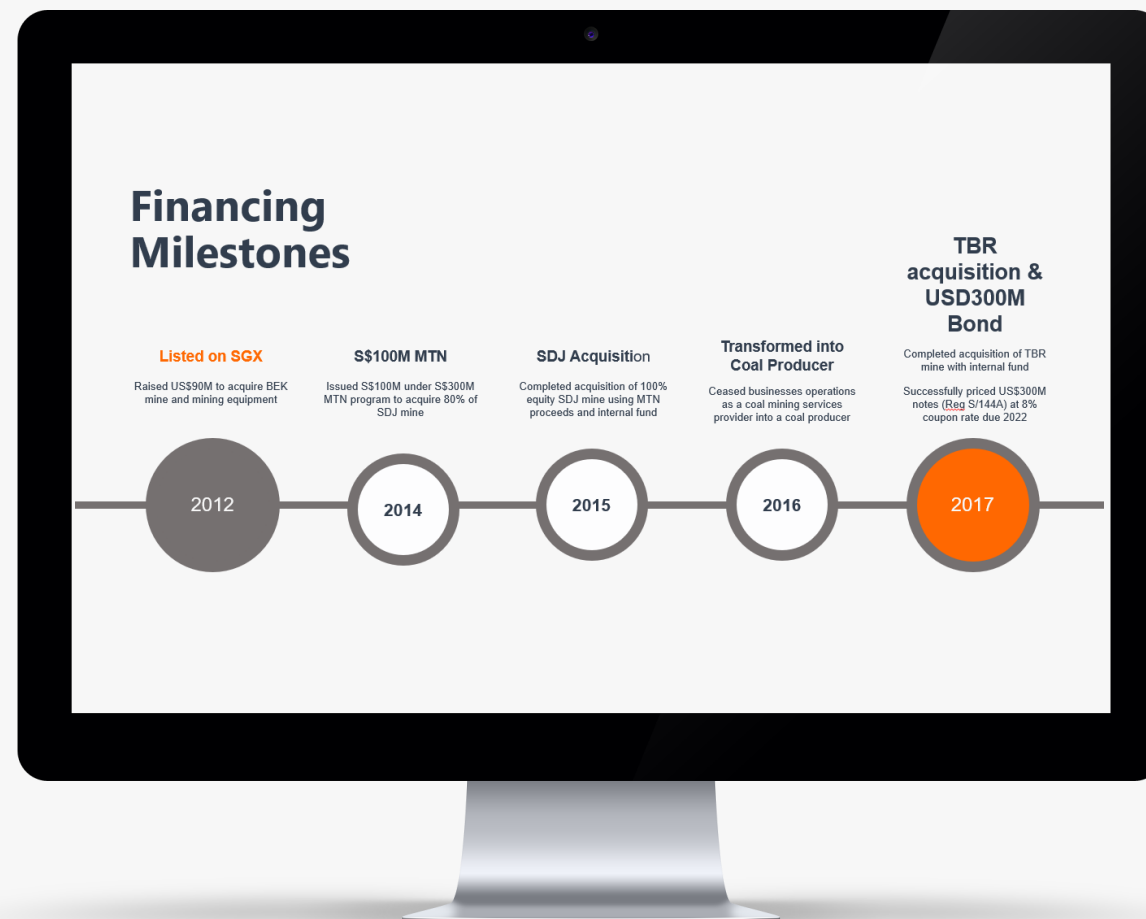 Financing
Milestones
Listed on SGX
Raised US$90M to acquire BEK
mine and mining equipment
2012
S$100M MTN
Issued S$100M under S$300M
MTN program to acquire 80% of
SDJ mine
2014
SDJ Acquisition
Completed acquisition of 100%
equity SDJ mine using MTN
proceeds and internal fund
2015
Transformed into
Coal Producer
Ceased businesses operations
as a coal mining services
provider into a coal producer
2016
TBR
acquisition &
USD300M
Bond
Completed acquisition of TBR
mine with internal fund
Successfully priced US$300M
notes (Reg S/144A) at 8%
coupon rate due 2022
2017